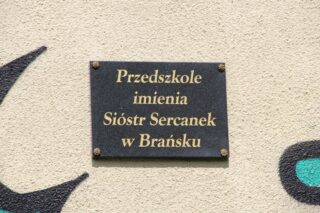 Przedszkole
imienia
Sióstr Sercanek
w Brańsku